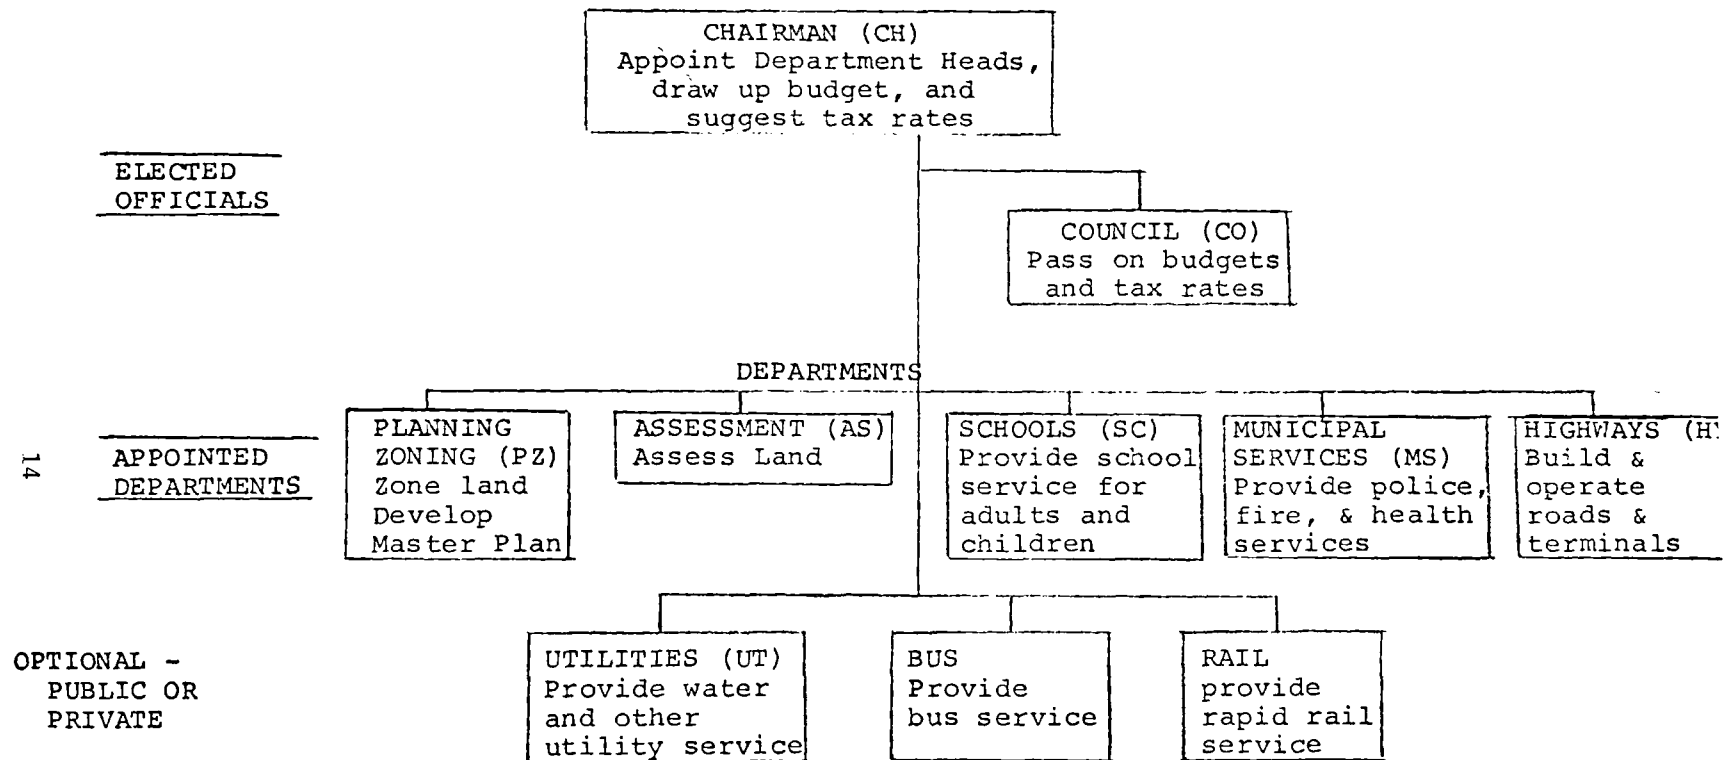 CHAIRMAN (CH)
Appoint Department Heads,
draw up budget, and
suggest tax rates
ELECTED
OFFICIALS
COUNCIL (CO)
Pass on budgets
and tax rates
DEPARTMENTS
14
APPOINTED
DEPARTMENTS
PLANNING
ZONING (PZ)
Zone land
Develop
Master Plan
ASSESSMENT (AS)
Assess Land
SCHOOLS (SC)
Provide school
service for
adults and
children
MUNICIPAL
SERVICES (MS)
Provide police,
fire, & health
services
HIGHWAYS
Build &
operate
roads &
terminals
OPTIONAL -
PUBLIC OR
PRIVATE
UTILITIES (UT)
Provide water
and other
utility service
BUS
Provide
bus service
RAIL
provide
rapid rail
service